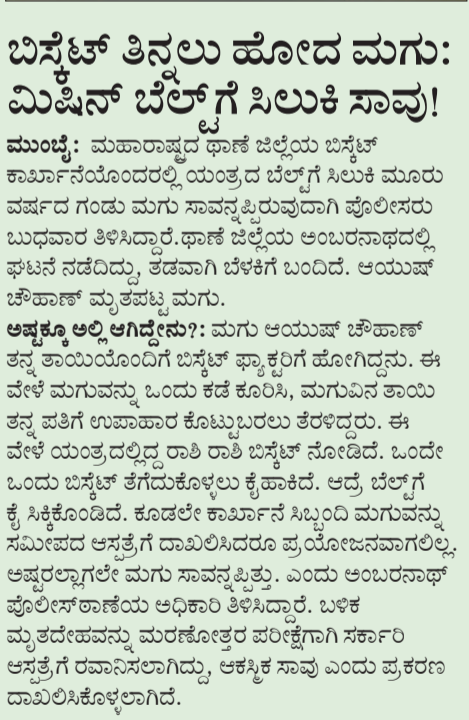 ಬಿಸ್ಕೆಟ್ ತಿನ್ನಲು ಹೋದ ಮಗು:
ಮಿಷಿನ್ ಬೆಲ್ಟ್‌ಗೆ ಸಿಲುಕಿ ಸಾವು!
ಮುಂಬೈ: ಮಹಾರಾಷ್ಟ್ರದ ಥಾಣೆ ಜಿಲ್ಲೆಯ ಬಿಸ್ಕೆಟ್
ಕಾರ್ಖಾನೆಯೊಂದರಲ್ಲಿ ಯಂತ್ರದ ಬೆಲ್ಟ್‌ಗೆ ಸಿಲುಕಿ ಮೂರು
ವರ್ಷದ ಗಂಡು ಮಗು ಸಾವನ್ನಪ್ಪಿರುವುದಾಗಿ ಪೊಲೀಸರು
ಬುಧವಾರ ತಿಳಿಸಿದ್ದಾರೆ.ಥಾಣೆ ಜಿಲ್ಲೆಯ ಅಂಬರನಾಥದಲ್ಲಿ
ಘಟನೆ ನಡೆದಿದ್ದು, ತಡವಾಗಿ ಬೆಳಕಿಗೆ ಬಂದಿದೆ. ಆಯುಷ್
ಚೌಹಾಣ್ ಮೃತಪಟ್ಟ ಮಗು.
ಅಷ್ಟಕ್ಕೂ ಅಲ್ಲಿ ಆಗಿದ್ದೇನು?: ಮಗು ಆಯುಷ್ ಚೌಹಾಣ್
ತನ್ನ ತಾಯಿಯೊಂದಿಗೆ ಬಿಸ್ಕೆಟ್ ಫ್ಯಾಕ್ಟರಿಗೆ ಹೋಗಿದ್ದನು. ಈ
ವೇಳೆ ಮಗುವನ್ನು ಒಂದು ಕಡೆ ಕೂರಿಸಿ, ಮಗುವಿನ ತಾಯಿ
ತನ್ನ ಪತಿಗೆ ಉಪಾಹಾರ ಕೊಟ್ಟುಬರಲು ತೆರಳಿದ್ದರು. ಈ
ವೇಳೆ ಯಂತ್ರದಲ್ಲಿದ್ದ ರಾಶಿ ರಾಶಿ ಬಿಸ್ಕೆಟ್ ನೋಡಿದೆ. ಒಂದೇ
ಒಂದು ಬಿಸ್ಕೆಟ್ ತೆಗೆದುಕೊಳ್ಳಲು ಕೈಹಾಕಿದೆ. ಆದ್ರೆ ಬೆಲ್ಟ್‌ಗೆ
ಕೈ ಸಿಕ್ಕಿಕೊಂಡಿದೆ. ಕೂಡಲೇ ಕಾರ್ಖಾನೆ ಸಿಬ್ಬಂದಿ ಮಗುವನ್ನು
ಸಮೀಪದ ಆಸ್ಪತ್ರೆಗೆ ದಾಖಲಿಸಿದರೂ ಪ್ರಯೋಜನವಾಗಲಿಲ್ಲ.
ಅಷ್ಟರಲ್ಲಾಗಲೇ ಮಗು ಸಾವನ್ನಪ್ಪಿತ್ತು. ಎಂದು ಅಂಬರನಾಥ್
ಪೊಲೀಸ್‌ಠಾಣೆಯ ಅಧಿಕಾರಿ ತಿಳಿಸಿದ್ದಾರೆ. ಬಳಿಕ
ಮೃತದೇಹವನ್ನು ಮರಣೋತ್ತರ ಪರೀಕ್ಷೆಗಾಗಿ ಸರ್ಕಾರಿ
ಆಸ್ಪತ್ರೆಗೆ ರವಾನಿಸಲಾಗಿದ್ದು, ಆಕಸ್ಮಿಕ ಸಾವು ಎಂದು ಪ್ರಕರಣ
ದಾಖಲಿಸಿಕೊಳ್ಳಲಾಗಿದೆ.